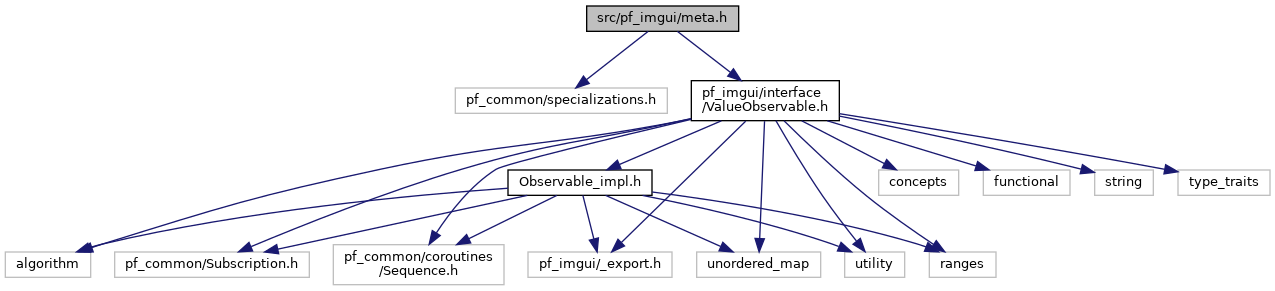 src/pf_imgui/meta.h
pf_common/specializations.h
pf_imgui/interface
/ValueObservable.h
Observable_impl.h
concepts
functional
string
type_traits
algorithm
pf_common/Subscription.h
pf_common/coroutines
/Sequence.h
pf_imgui/_export.h
unordered_map
utility
ranges